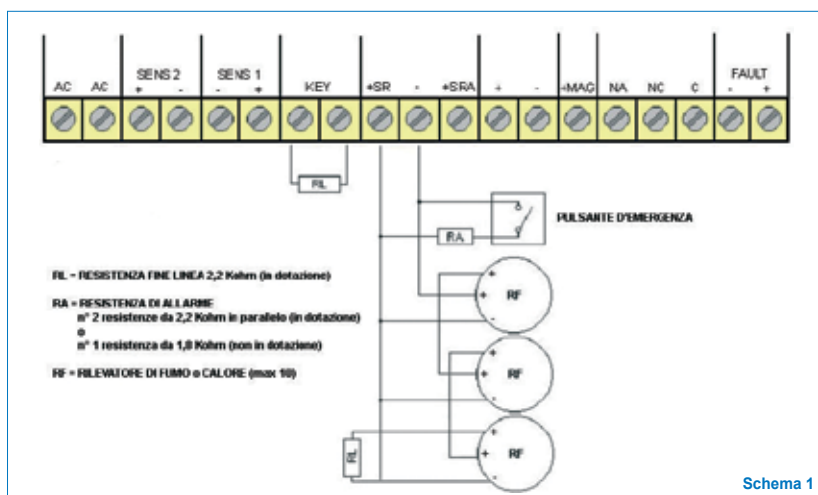 AC AC SENS 2 + - SENS 1 - + KEY +SR - +SRA + - +MAG NA NC C FAULT - +
RL
PULSANTE D'EMERGENZA
RA
RL = RESISTENZA FINE LINEA 2,2 Kohm (in dotazione)
RA = RESISTENZA DI ALLARME
n° 2 resistenze da 2,2 Kohm in parallelo (in dotazione)
o
n° 1 resistenza da 1,8 Kohm (non in dotazione)
RF = RILEVATORE DI FUMO o CALORE (max 10)
+ + RF -
+ + RF -
+ + RF -
RL
Schema 1